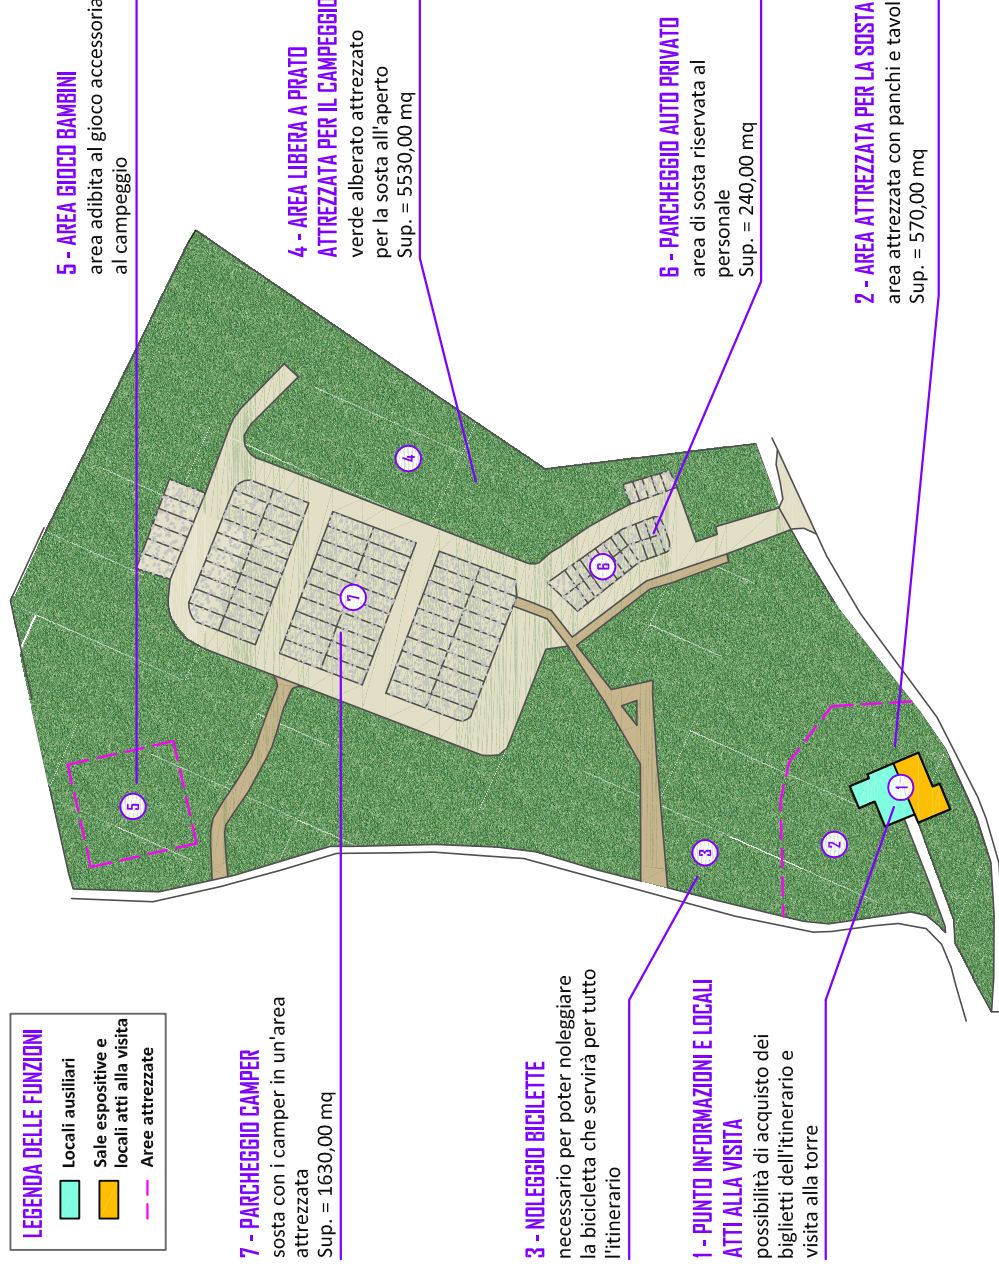 LEGENDA DELLE FUNZIONI
Locali ausiliari
Sale espositive e
locali atti alla visita
Aree attrezzate
7 - PARCHEGGIO CAMPER
sosta con i camper in un'area
attrezzata
Sup. = 1630,00 mq
3 - NOLEGGIO BICILETTE
necessario per poter noleggiare
la bicicletta che servirà per tutto
l'itinerario
1 - PUNTO INFORMAZIONI E LOCALI
ATTI ALLA VISITA
possibilità di acquisto dei
biglietti dell'itinerario e
visita alla torre
5 - AREA GIOCO BAMBINI
area adibita al gioco accessoria
al campeggio
4 - AREA LIBERA A PRATO
ATTREZZATA PER IL CAMPEGGIO
verde alberato attrezzato
per la sosta all'aperto
Sup. = 5530,00 mq
6 - PARCHEGGIO AUTO PRIVATO
area di sosta riservata al
personale
Sup. = 240,00 mq
2 - AREA ATTREZZATA PER LA SOSTA
area attrezzata con panchi e tavol
Sup. = 570,00 mq
5
7
4
6
3
2
1